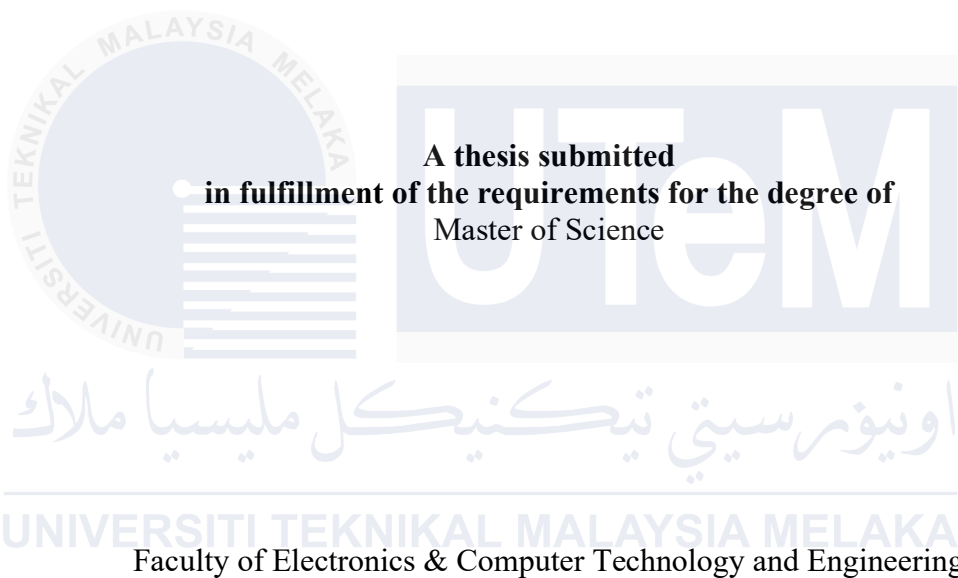 UNIVERSITI TEKNIKAL MALAYSIA MELAKA
UTeM
A thesis submitted
in fulfillment of the requirements for the degree of
Master of Science
اونيۏرسيتي تيكنيكل مليسيا ملاك
UNIVERSITI TEKNIKAL MALAYSIA MELAKA
Faculty of Electronics & Computer Technology and Engineering